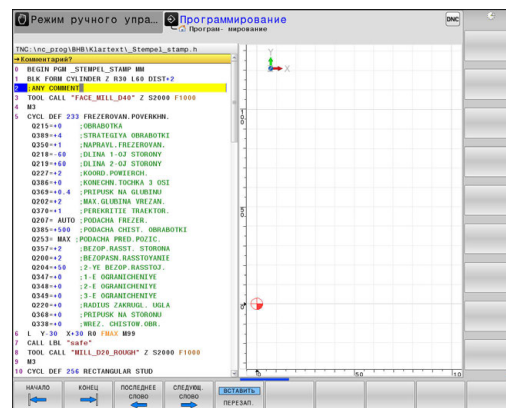 Режим ручного упра…
Программирование
Програм- мирование
DNC
TNC:\nc_prog\BHB\Klartext\_Stempel_stamp.h
→Комментарий?
0 BEGIN PGM _STEMPEL_STAMP MM
1 BLK FORM CYLINDER Z R30 L60 DIST+2
2 ;ANY COMMENT
3 TOOL CALL "FACE_MILL_D40" Z S2000 F1000
4 M3
5 CYCL DEF 233 FREZEROVAN.POVERKHN.
Q215=+0 ;OBRABOTKA
Q389=+4 ;STRATEGIYA OBRABOTKI
Q350=+1 ;NAPRAVL.FREZEROVAN.
Q218=-60 ;DLINA 1-OJ STORONY
Q219=+60 ;DLINA 2-OJ STORONY
Q227=+2 ;KOORD.POWIERCH.
Q386=+0 ;KONECHN.TOCHKA 3 OSI
Q369=+0.4 ;PRIPUSK NA GLUBINU
Q202=+2 ;MAX.GLUBINA VREZAN.
Q370=+1 ;PEREKRITIE TRAEKTOR.
Q207= AUTO ;PODACHA FREZER.
Q385=+500 ;PODACHA CHIST. OBRABOTKI
Q253= MAX ;PODACHA PRED.POZIC.
Q357=+2 ;BEZOP.RASST. STORONA
Q200=+2 ;BEZOPASN.RASSTOYANIE
Q204=+50 ;2-YE BEZOP.RASSTOJ.
Q347=+0 ;1-E OGRANICHENIYE
Q348=+0 ;2-E OGRANICHENIYE
Q349=+0 ;3-E OGRANICHENIYE
Q220=+0 ;RADIUS ZAKRUGL. UGLA
Q368=+0 ;PRIPUSK NA STORONU
Q338=+0 ;WREZ. CHISTOW.OBR.
6 L Y-30 X+30 R0 FMAX M99
7 CALL LBL "safe"
8 TOOL CALL "MILL_D20_ROUGH" Z S2000 F1000
9 M3
10 CYCL DEF 256 RECTANGULAR STUD
Y
X
100
50
0
0
50
10
НАЧАЛО
КОНЕЦ
ПОСЛЕДНЕЕ СЛОВО
СЛЕДУЮЩ. СЛОВО
ВСТАВИТЬ
ПЕРЕЗАП.